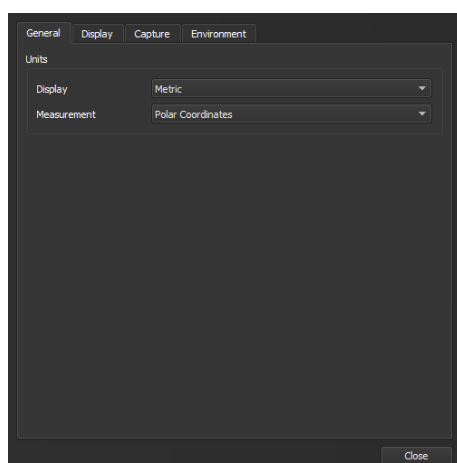 General Display Capture Environment
Units
Display Metric
Measurement Polar Coordinates
Close